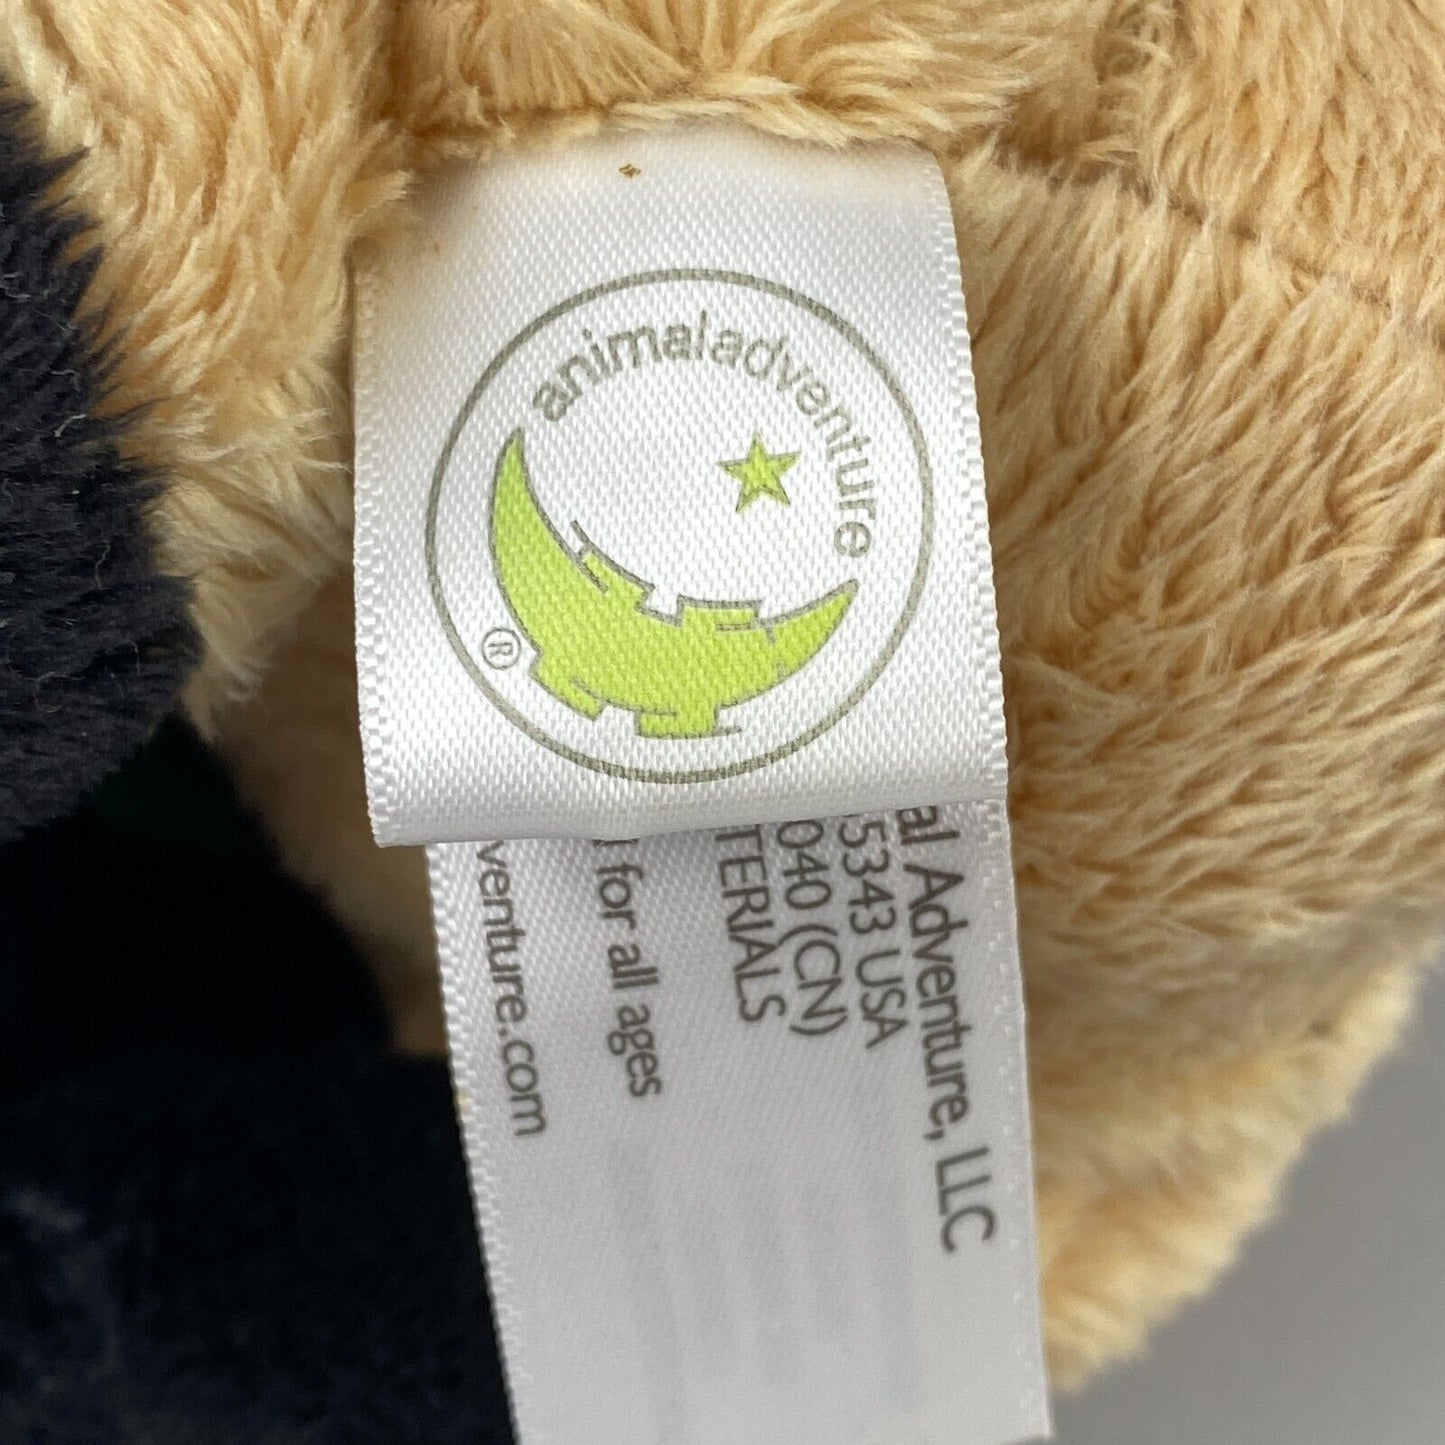 animaladventure
®
al Adventure, LLC
5343 USA
040 (CN)
TERIALS
for all ages
venture.com